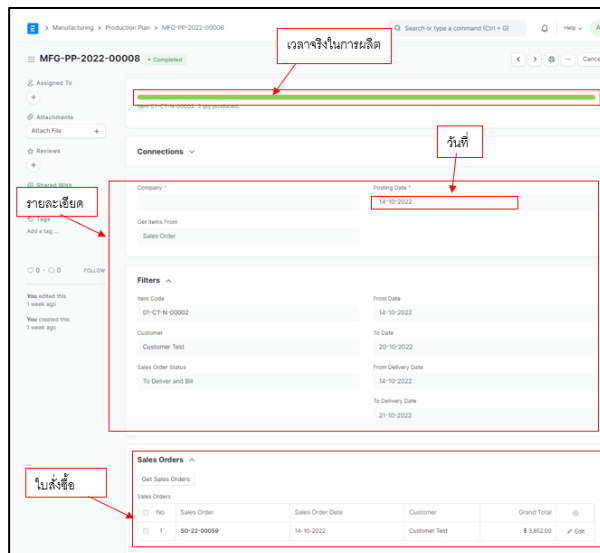 E > Manufacturing > Production Plan > MFG-PP-2022-00008
Search or type a command (Ctrl + G)
Help
A
เวลาจริงในการผลิต
MFG-PP-2022-00008
Completed
Cance
Assigned To
Attachments
Attach File +
Reviews
Shared With
รายละเอียด
Tags
Add a tag ...
0 · 0 FOLLOW
You edited this
1 week ago
You created this
1 week ago
Item 01-CT-N-00002: 5 qty produced.
Connections
วันที่
Company *
Posting Date *
14-10-2022
Get Items From
Sales Order
Filters
Item Code
From Date
01-CT-N-00002
14-10-2022
Customer
To Date
Customer Test
20-10-2022
Sales Order Status
From Delivery Date
To Deliver and Bill
14-10-2022
To Delivery Date
21-10-2022
ใบสั่งซื้อ
Sales Orders
Get Sales Orders
Sales Orders
No. Sales Order Sales Order Date Customer Grand Total
1 SO-22-00059 14-10-2022 Customer Test $ 3,852.00 Edit